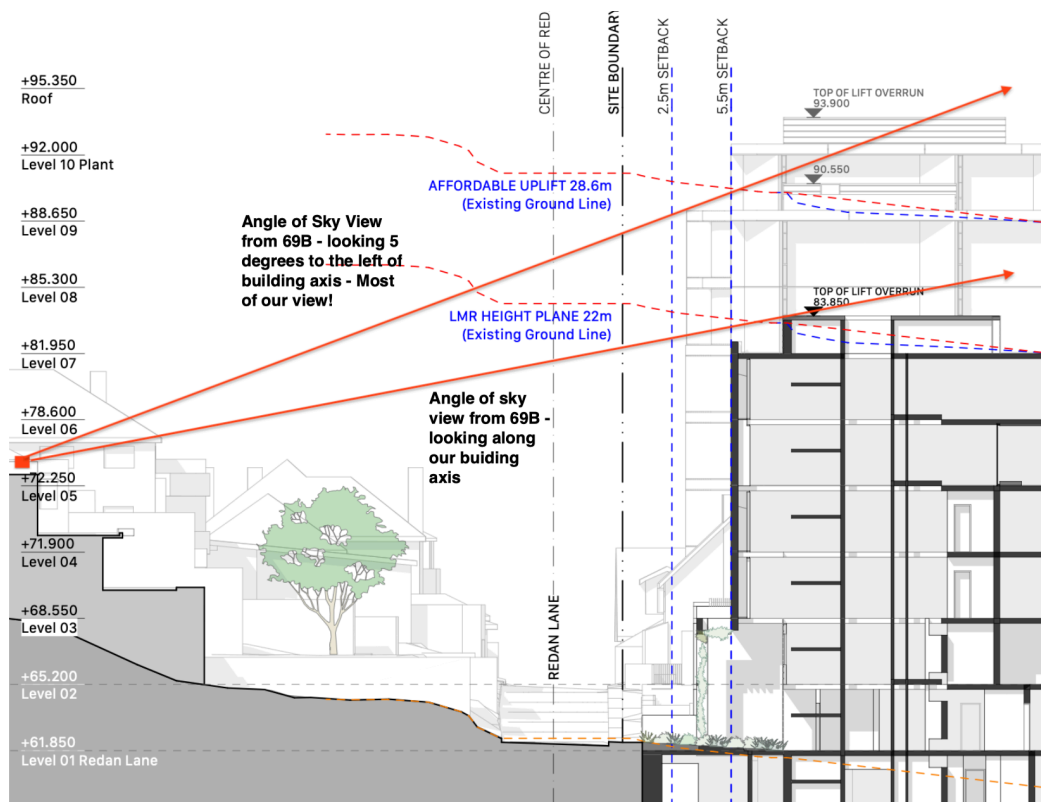 +95.350
Roof
+92.000
Level 10 Plant
+88.650
Level 09
+85.300
Level 08
+81.950
Level 07
+78.600
Level 06
+72.250
Level 05
+71.900
Level 04
+68.550
Level 03
+65.200
Level 02
+61.850
Level 01 Redan Lane
Angle of Sky View
from 69B - looking 5
degrees to the left of
building axis - Most
of our view!
Angle of sky
view from 69B -
looking along
our buiding
axis
AFFORDABLE UPLIFT 28.6m
(Existing Ground Line)
LMR HEIGHT PLANE 22m
(Existing Ground Line)
CENTRE OF RED
SITE BOUNDARY
2.5m SETBACK
5.5m SETBACK
REDAN LANE
TOP OF LIFT OVERRUN
93.900
90.550
TOP OF LIFT OVERRUN
83.850